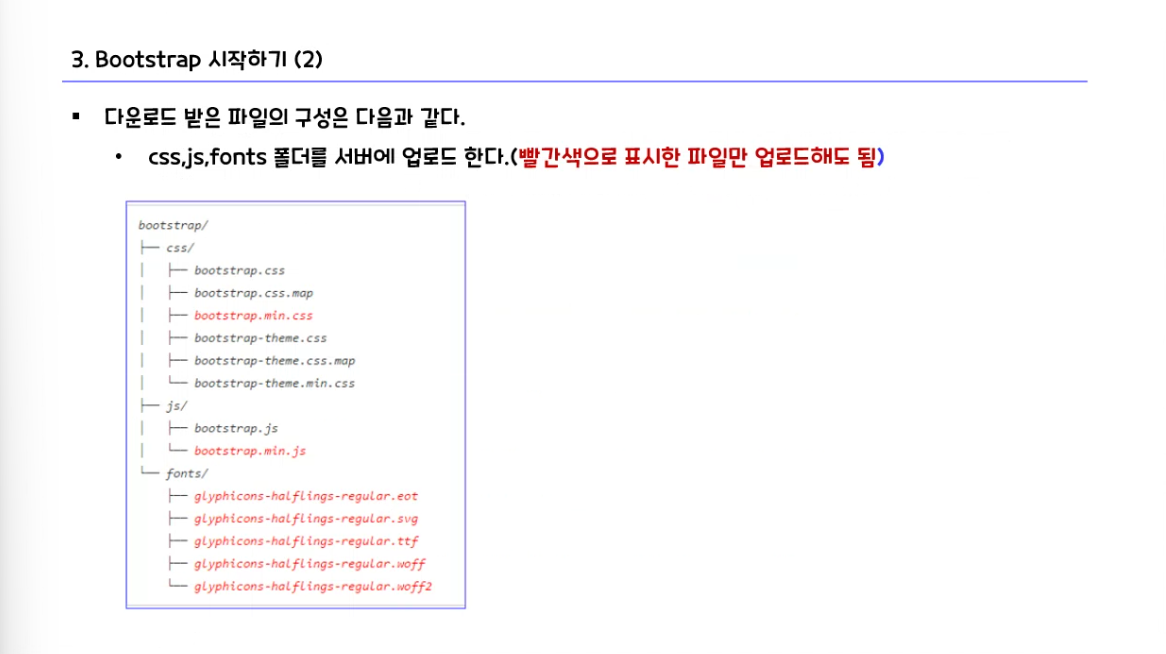 3. Bootstrap 시작하기 (2)
▪ 다운로드 받은 파일의 구성은 다음과 같다.
• css,js,fonts 폴더를 서버에 업로드 한다.(빨간색으로 표시한 파일만 업로드해도 됨)
bootstrap/
├── css/
│   ├── bootstrap.css
│   ├── bootstrap.css.map
│   ├── bootstrap.min.css
│   ├── bootstrap-theme.css
│   ├── bootstrap-theme.css.map
│   └── bootstrap-theme.min.css
├── js/
│   ├── bootstrap.js
│   └── bootstrap.min.js
└── fonts/
    ├── glyphicons-halflings-regular.eot
    ├── glyphicons-halflings-regular.svg
    ├── glyphicons-halflings-regular.ttf
    ├── glyphicons-halflings-regular.woff
    └── glyphicons-halflings-regular.woff2